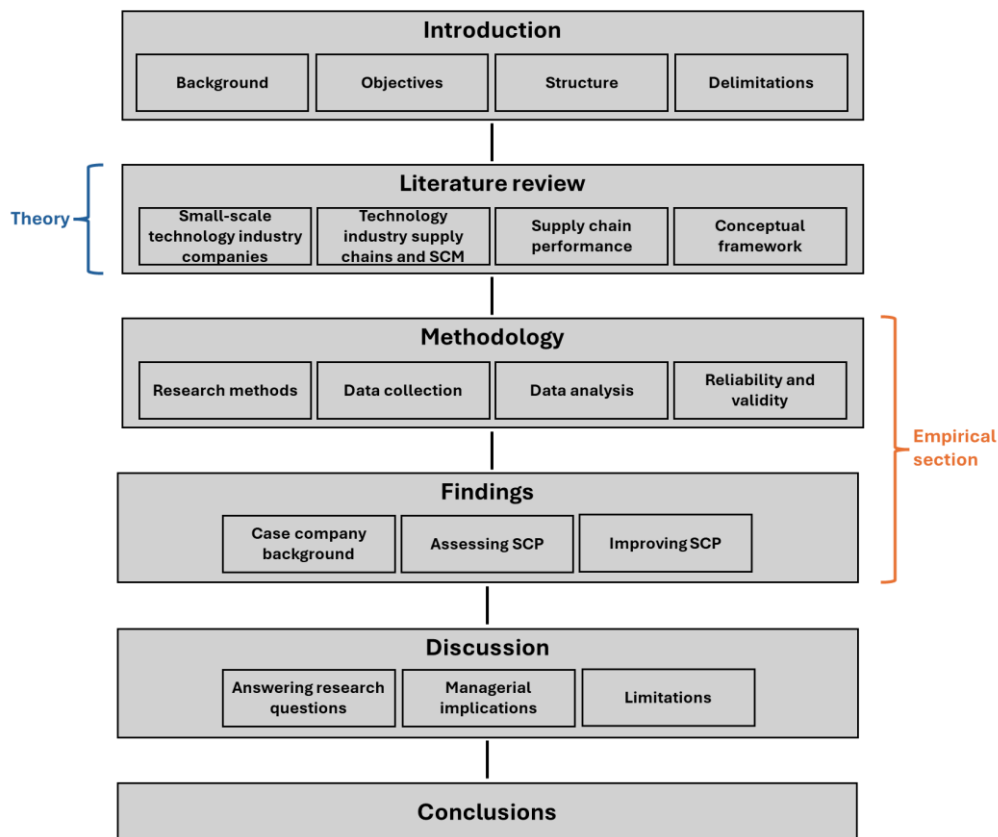 Introduction
Background
Objectives
Structure
Delimitations
Theory
Literature review
Small-scale
technology industry
companies
Technology
industry supply
chains and SCM
Supply chain
performance
Conceptual
framework
Methodology
Research methods
Data collection
Data analysis
Reliability and
validity
Empirical
section
Findings
Case company
background
Assessing SCP
Improving SCP
Discussion
Answering research
questions
Managerial
implications
Limitations
Conclusions